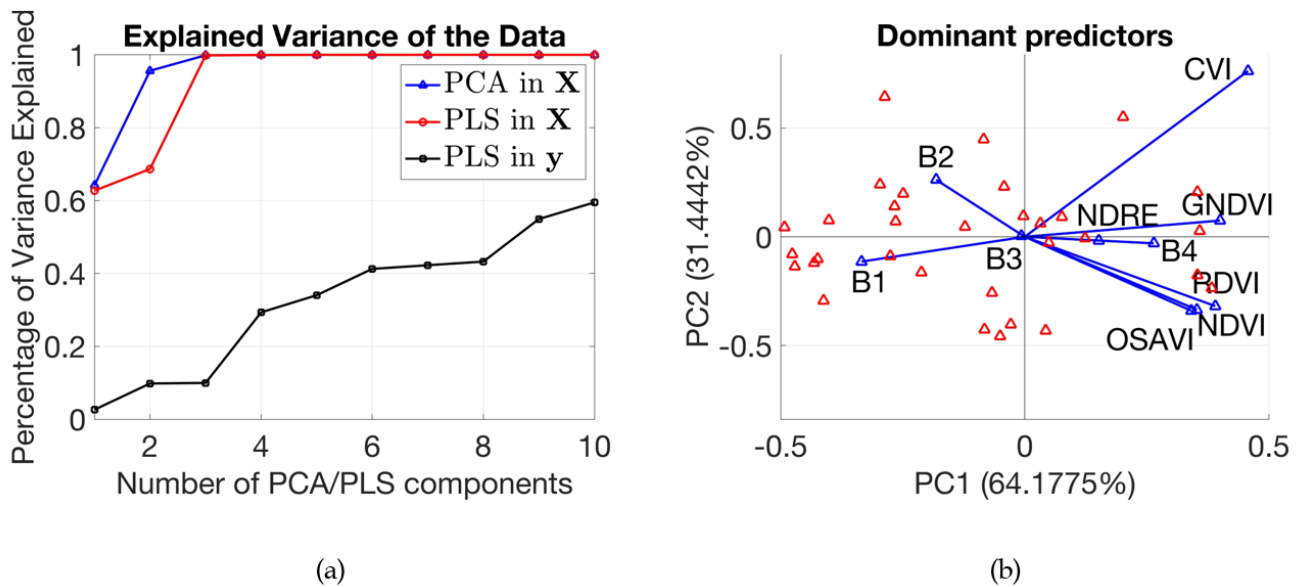 Explained Variance of the Data
Percentage of Variance Explained
1
0.8
0.6
0.4
0.2
0
PCA in X
PLS in X
PLS in y
2
4
6
8
10
Number of PCA/PLS components
(a)
Dominant predictors
PC2 (31.4442%)
0.5
0
-0.5
CVI
B2
NDRE
GNDVI
B3
B4
B1
RDVI
OSAVI
NDVI
-0.5
0
0.5
PC1 (64.1775%)
(b)